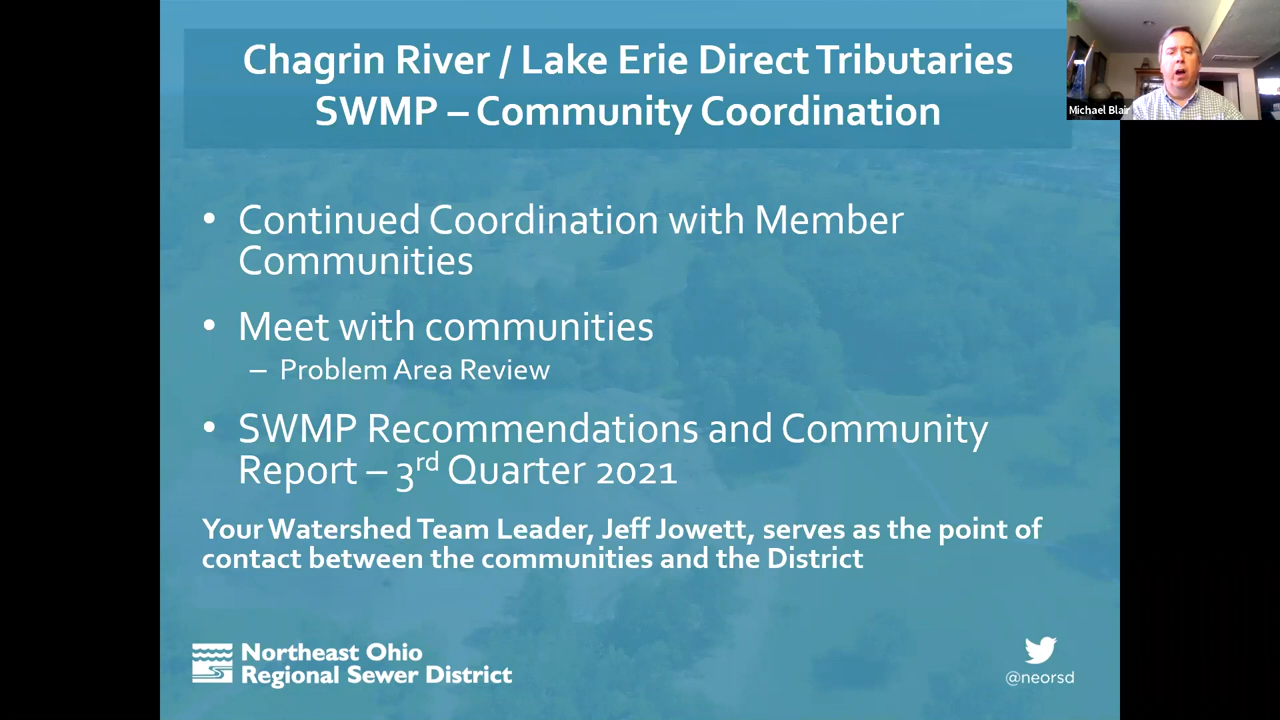 Chagrin River / Lake Erie Direct Tributaries
SWMP – Community Coordination
Michael Blair
• Continued Coordination with Member
Communities
• Meet with communities
– Problem Area Review
• SWMP Recommendations and Community
Report – 3rd Quarter 2021
Your Watershed Team Leader, Jeff Jowett, serves as the point of
contact between the communities and the District
Northeast Ohio
Regional Sewer District
@neorsd